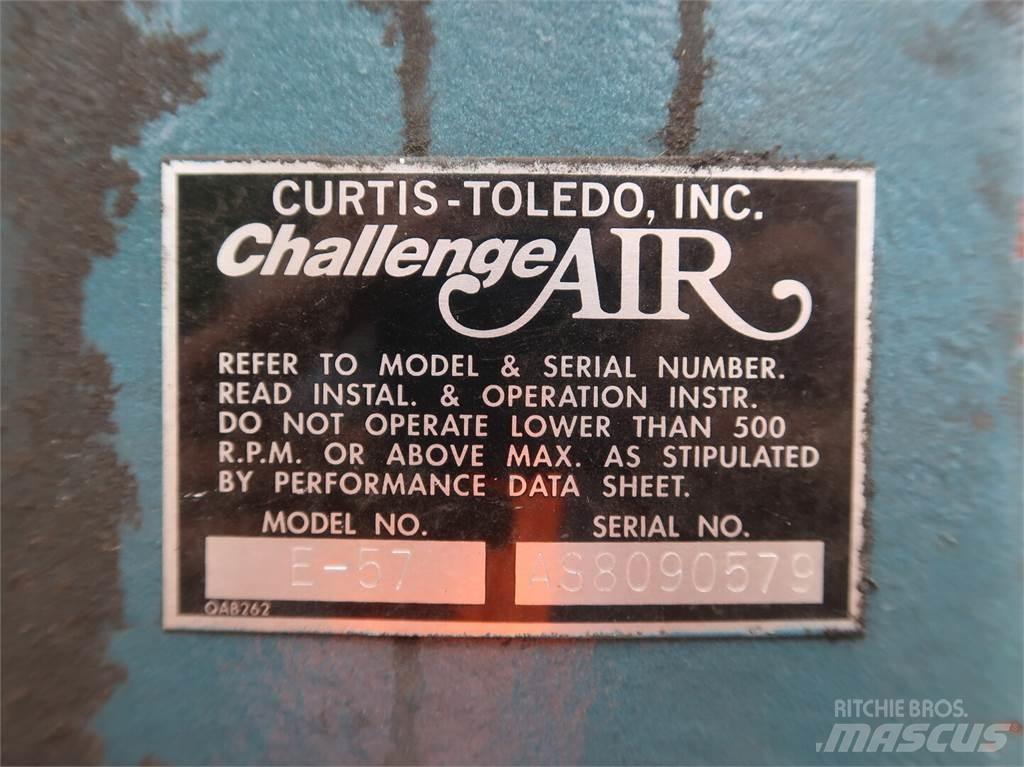 CURTIS-TOLEDO, INC.
ChallengeAIR
REFER TO MODEL & SERIAL NUMBER.
READ INSTAL. & OPERATION INSTR.
DO NOT OPERATE LOWER THAN 500
R.P.M. OR ABOVE MAX. AS STIPULATED
BY PERFORMANCE DATA SHEET.
MODEL NO. SERIAL NO.
E-57 AS8090579
QAB262
RITCHIE BROS.
MASCUS